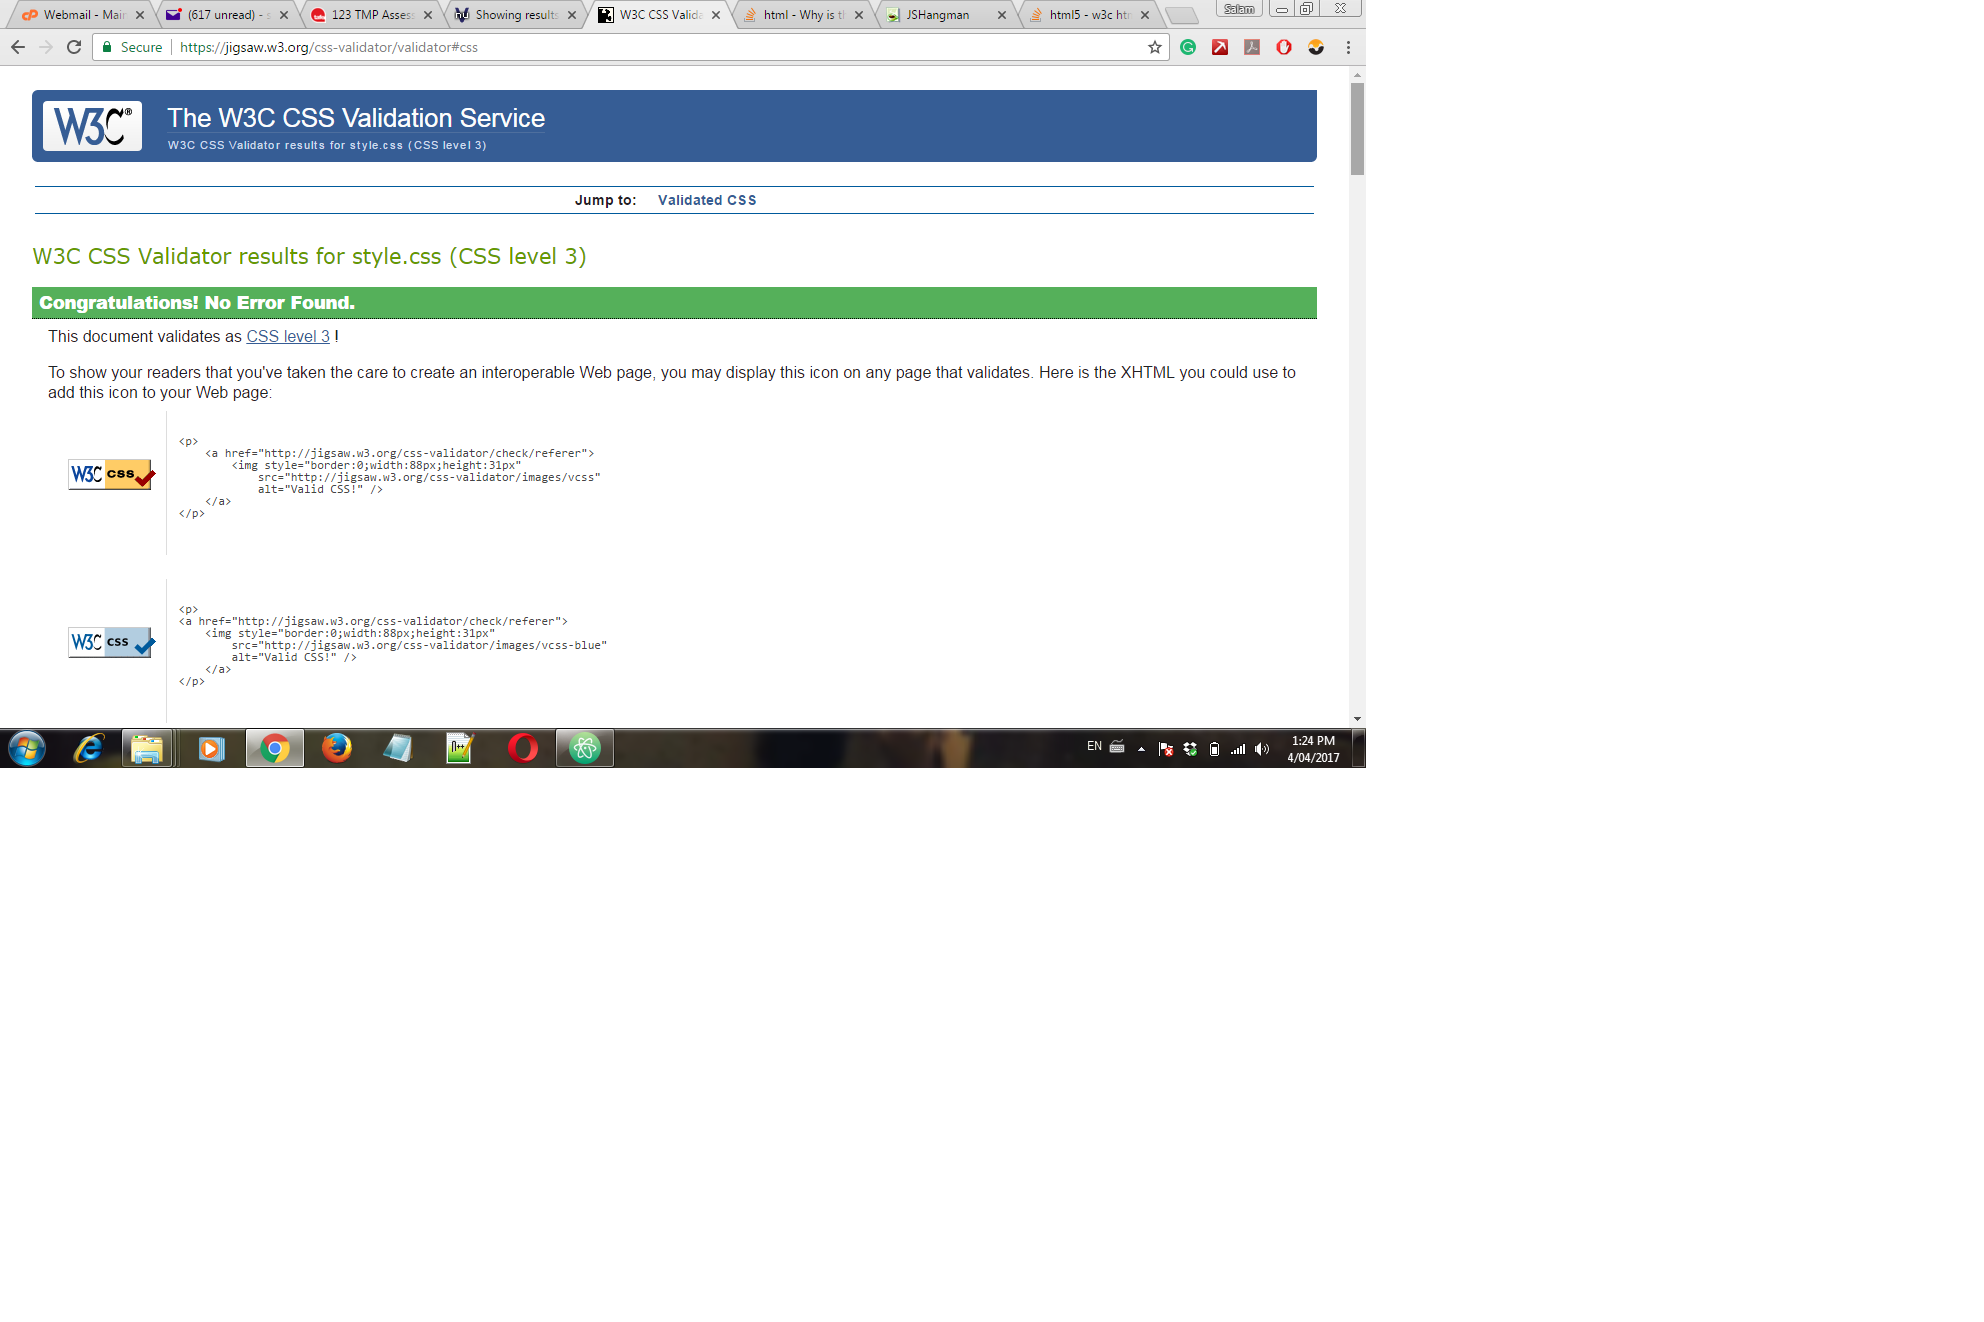 Webmail - Mair
(617 unread) - s
123 TMP Assess
Showing results
W3C CSS Valida
html - Why is th
JSHangman
html5 - w3c htm
Salam
Secure
https://jigsaw.w3.org/css-validator/validator#css
W3C®
The W3C CSS Validation Service
W3C CSS Validator results for style.css (CSS level 3)
Jump to: Validated CSS
W3C CSS Validator results for style.css (CSS level 3)
Congratulations! No Error Found.
This document validates as CSS level 3 !
To show your readers that you've taken the care to create an interoperable Web page, you may display this icon on any page that validates. Here is the XHTML you could use to
add this icon to your Web page:
W3C css
<p>
<a href="http://jigsaw.w3.org/css-validator/check/referer">
<img style="border:0;width:88px;height:31px"
src="http://jigsaw.w3.org/css-validator/images/vcss"
alt="Valid CSS!" />
</a>
</p>
W3C css
<p>
<a href="http://jigsaw.w3.org/css-validator/check/referer">
<img style="border:0;width:88px;height:31px"
src="http://jigsaw.w3.org/css-validator/images/vcss-blue"
alt="Valid CSS!" />
</a>
</p>
EN
1:24 PM
4/04/2017